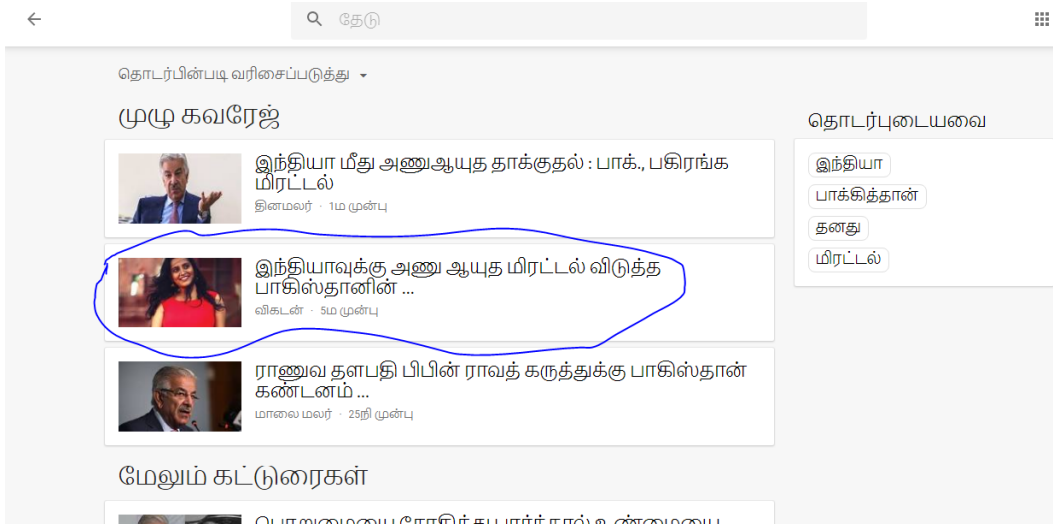 தேடு
தொடர்பின்படி வரிசைப்படுத்து
முழு கவரேஜ்
இந்தியா மீது அணுஆயுத தாக்குதல் : பாக்., பகிரங்க
மிரட்டல்
தினமலர் · 1ம முன்பு
இந்தியாவுக்கு அணு ஆயுத மிரட்டல் விடுத்த
பாகிஸ்தானின் ...
விகடன் · 5ம முன்பு
ராணுவ தளபதி பிபின் ராவத் கருத்துக்கு பாகிஸ்தான்
கண்டனம் ...
மாலை மலர் · 25நி முன்பு
மேலும் கட்டுரைகள்
பொறுமையை சோதித்து பார்த்தால் உண்மையை
தொடர்புடையவை
இந்தியா
பாக்கித்தான்
தனது
மிரட்டல்